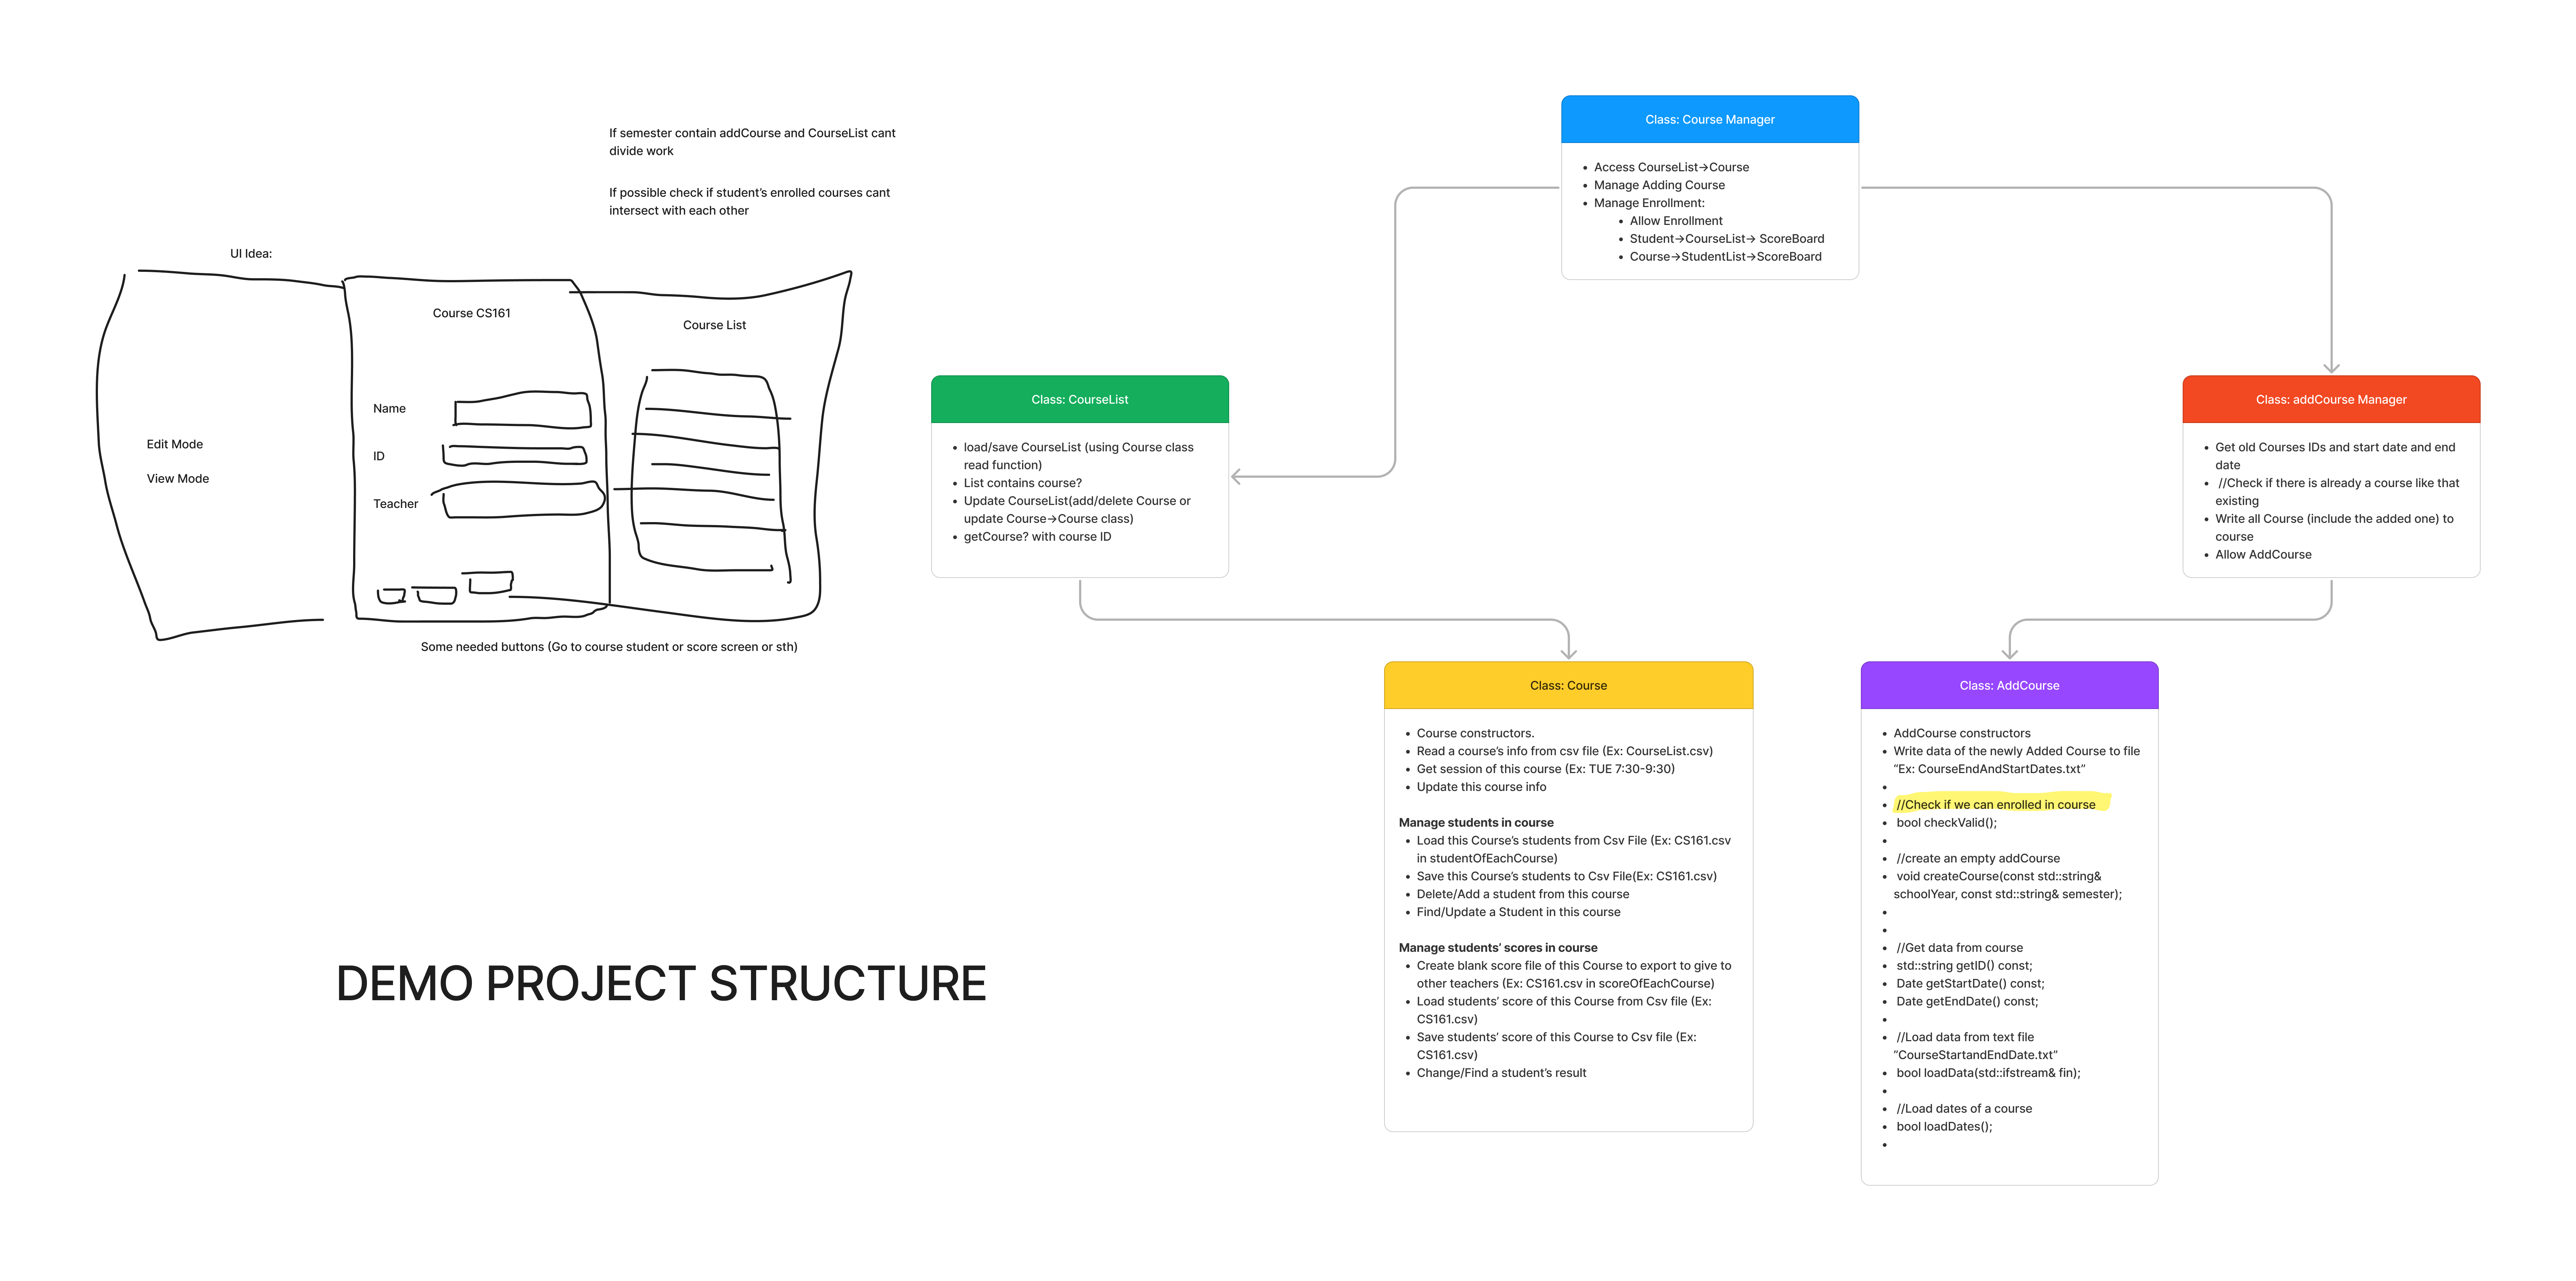 If semester contain addCourse and CourseList cant
divide work
If possible check if student’s enrolled courses cant
intersect with each other
UI Idea:
Edit Mode
View Mode
Course CS161
Name
ID
Teacher
Course List
Some needed buttons (Go to course student or score screen or sth)
DEMO PROJECT STRUCTURE
Class: Course Manager
• Access CourseList→Course
• Manage Adding Course
• Manage Enrollment:
• Allow Enrollment
• Student→CourseList→ ScoreBoard
• Course→StudentList→ScoreBoard
Class: CourseList
• load/save CourseList (using Course class
read function)
• List contains course?
• Update CourseList(add/delete Course or
update Course→Course class)
• getCourse? with course ID
Class: addCourse Manager
• Get old Courses IDs and start date and end
date
• //Check if there is already a course like that
existing
• Write all Course (include the added one) to
course
• Allow AddCourse
Class: Course
• Course constructors.
• Read a course’s info from csv file (Ex: CourseList.csv)
• Get session of this course (Ex: TUE 7:30-9:30)
• Update this course info
Manage students in course
• Load this Course’s students from Csv File (Ex: CS161.csv
in studentOfEachCourse)
• Save this Course’s students to Csv File(Ex: CS161.csv)
• Delete/Add a student from this course
• Find/Update a Student in this course
Manage students’ scores in course
• Create blank score file of this Course to export to give to
other teachers (Ex: CS161.csv in scoreOfEachCourse)
• Load students’ score of this Course from Csv file (Ex:
CS161.csv)
• Save students’ score of this Course to Csv file (Ex:
CS161.csv)
• Change/Find a student’s result
Class: AddCourse
• AddCourse constructors
• Write data of the newly Added Course to file
“Ex: CourseEndAndStartDates.txt”
•
• //Check if we can enrolled in course
• bool checkValid();
•
• //create an empty addCourse
• void createCourse(const std::string&
schoolYear, const std::string& semester);
•
•
• //Get data from course
• std::string getID() const;
• Date getStartDate() const;
• Date getEndDate() const;
•
• //Load data from text file
”CourseStartandEndDate.txt”
• bool loadData(std::ifstream& fin);
•
• //Load dates of a course
• bool loadDates();
•